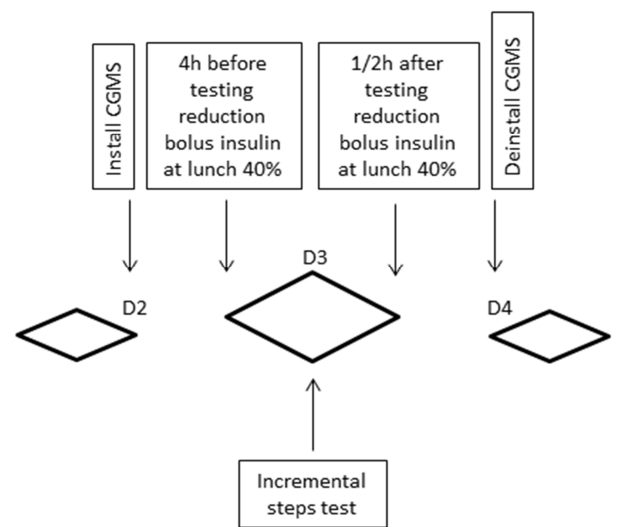 Install CGMS
4h before
testing
reduction
bolus insulin
at lunch 40%
1/2h after
testing
reduction
bolus insulin
at lunch 40%
Deinstall CGMS
D2
D3
D4
Incremental
steps test